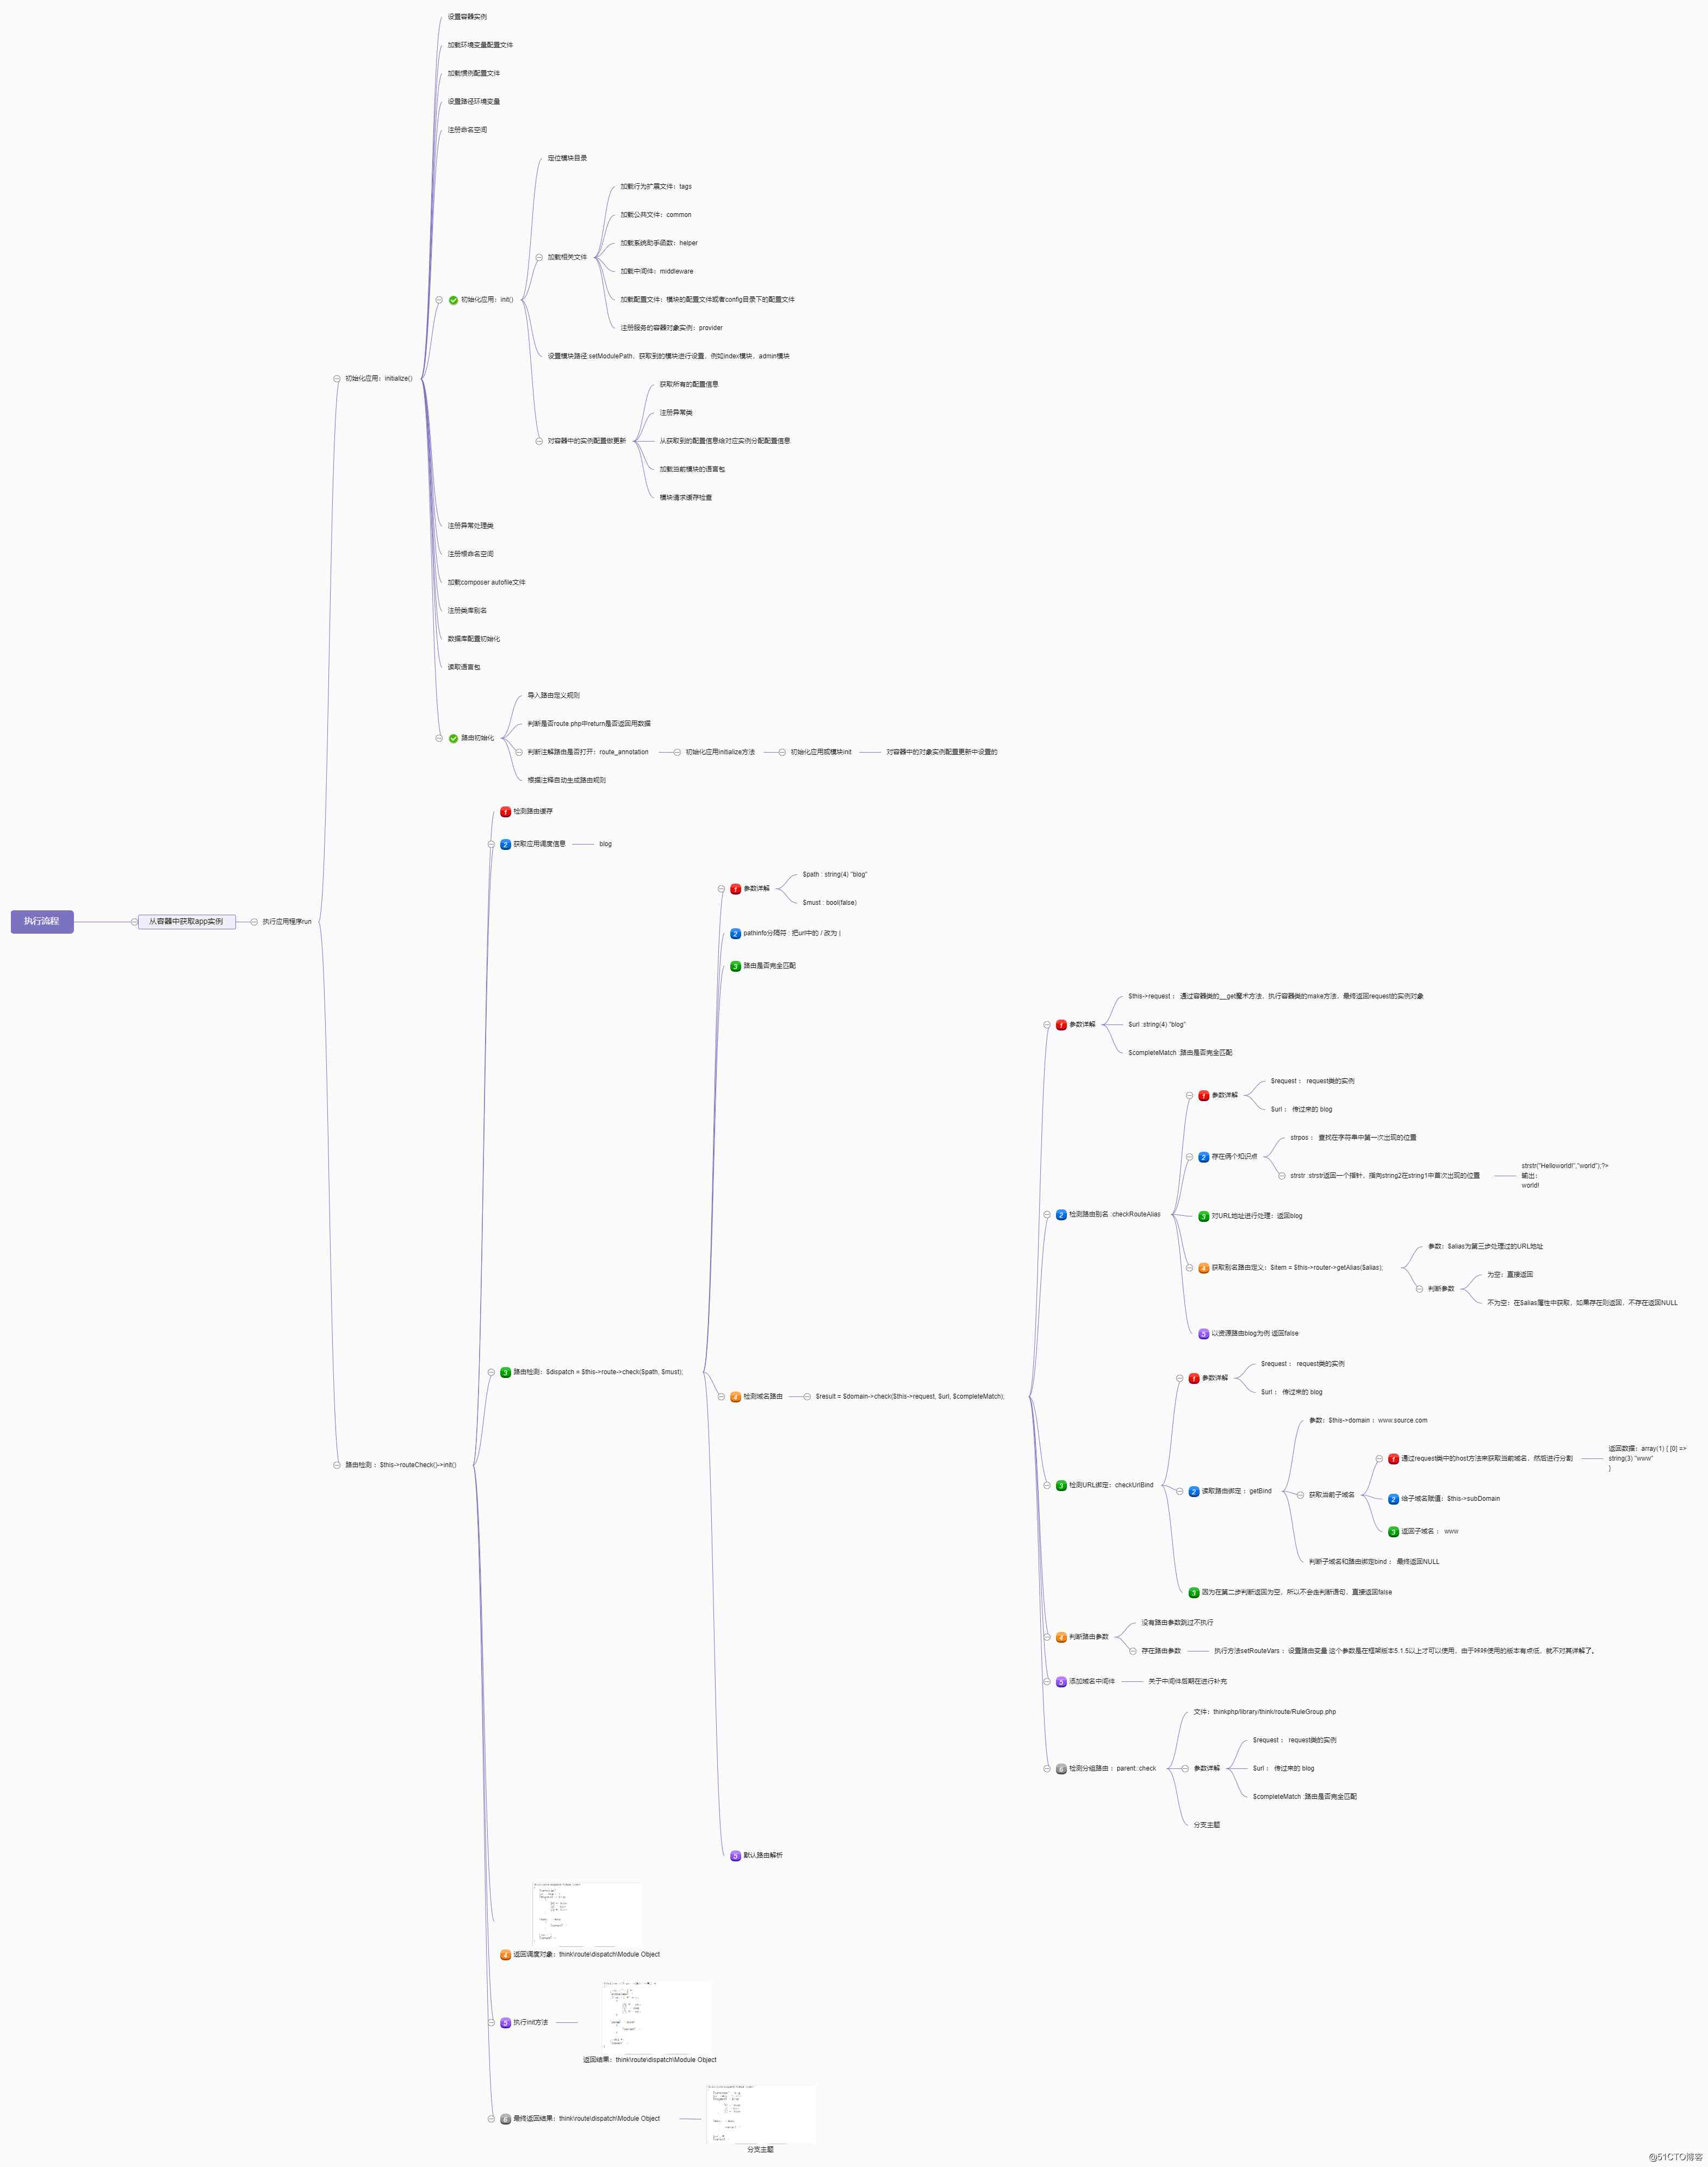 设置容器实例
加载环境变量配置文件
加载惯例配置文件
设置路径环境变量
注册命名空间
定位模块目录
加载行为扩展文件：tags
加载公共文件：common
加载系统助手函数：helper
加载相关文件
加载中间件：middleware
初始化应用：init()
加载配置文件：模块的配置文件或者config目录下的配置文件
注册服务的容器对象实例：provider
设置模块路径:setModulePath，获取到的模块进行设置，例如index模块，admin模块
初始化应用：initialize()
获取所有的配置信息
注册异常类
对容器中的实例配置做更新
从获取到的配置信息给对应实例分配配置信息
加载当前模块的语言包
模块请求缓存检查
注册异常处理类
注册根命名空间
加载composer autofile文件
注册类库别名
数据库配置初始化
读取语言包
导入路由定义规则
判断是否route.php中return是否返回用数据
路由初始化
判断注解路由是否打开：route_annotation
初始化应用initialize方法
初始化应用或模块init
对容器中的对象实例配置更新中设置的
根据注释自动生成路由规则
1 检测路由缓存
2 获取应用调度信息
blog
执行流程
从容器中获取app实例
执行应用程序run
1 参数详解
$path : string(4) "blog"
$must : bool(false)
2 pathinfo分隔符 : 把url中的 / 改为 |
3 路由是否完全匹配
$this->request ： 通过容器类的__get魔术方法，执行容器类的make方法，最终返回request的实例对象
1 参数详解
$url :string(4) "blog"
$completeMatch :路由是否完全匹配
1 参数详解
$request ： request类的实例
$url ： 传过来的 blog
2 存在俩个知识点
strpos ： 查找在字符串中第一次出现的位置
strstr :strstr返回一个指针，指向string2在string1中首次出现的位置
strstr("Helloworld!","world");?>
输出：
world!
2 检测路由别名 :checkRouteAlias
3 对URL地址进行处理：返回blog
4 获取别名路由定义：$item = $this->router->getAlias($alias);
参数：$alias为第三步处理过的URL地址
判断参数
为空：直接返回
不为空：在$alias属性中获取，如果存在则返回，不存在返回NULL
5 以资源路由blog为例 返回false
3 路由检测：$dispatch = $this->route->check($path, $must);
4 检测域名路由
$result = $domain->check($this->request, $url, $completeMatch);
1 参数详解
$request ： request类的实例
$url ： 传过来的 blog
参数：$this->domain ：www.source.com
3 检测URL绑定：checkUrlBind
2 读取路由绑定 ：getBind
获取当前子域名
1 通过request类中的host方法来获取当前域名，然后进行分割
返回数据：array(1) { [0] =>
string(3) "www"
}
2 给子域名赋值：$this->subDomain
3 返回子域名 ： www
判断子域名和路由绑定bind ： 最终返回NULL
3 因为在第二步判断返回为空，所以不会走判断语句，直接返回false
路由检测 ：$this->routeCheck()->init()
4 判断路由参数
没有路由参数跳过不执行
存在路由参数
执行方法setRouteVars ：设置路由变量 这个参数是在框架版本5.1.5以上才可以使用，由于咔咔使用的版本有点低，就不对其详解了。
5 添加域名中间件
关于中间件后期在进行补充
文件：thinkphp/library/think/route/RuleGroup.php
6 检测分组路由 ：parent::check
参数详解
$request ： request类的实例
$url ： 传过来的 blog
$completeMatch :路由是否完全匹配
分支主题
5 默认路由解析
4 返回调度对象：think\route\dispatch\Module Object
5 执行init方法
返回结果：think\route\dispatch\Module Object
6 最终返回结果：think\route\dispatch\Module Object
分支主题
@51CTO博客